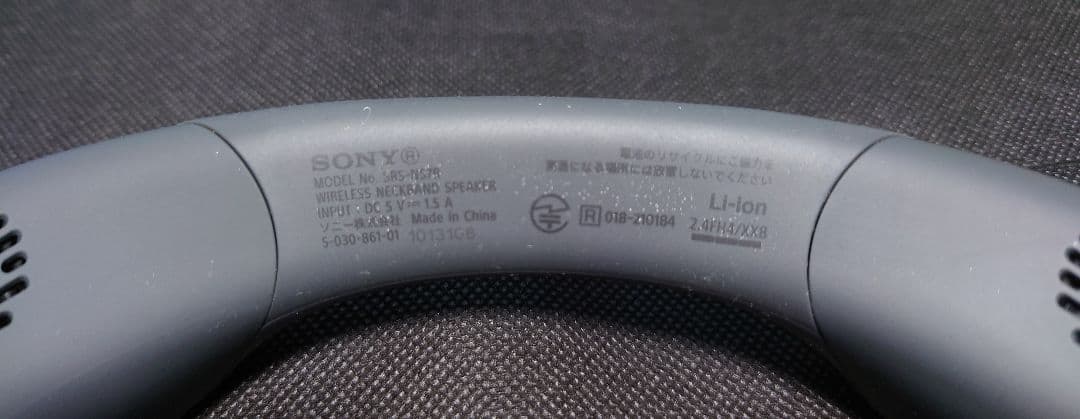 SONY®
MODEL No. SRS-NS7R
WIRELESS NECKBAND SPEAKER
INPUT : DC 5 V⎓ 1.5 A
ソニー株式会社 Made in China
5-030-861-01 10131GB
R 018-210184
電池のリサイクルにご協力を
高温になる場所には放置しないでください
Li-ion
2.4FH4/XX8